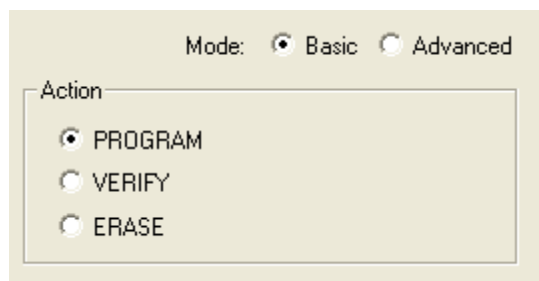 Mode: Basic Advanced
Action
PROGRAM
VERIFY
ERASE